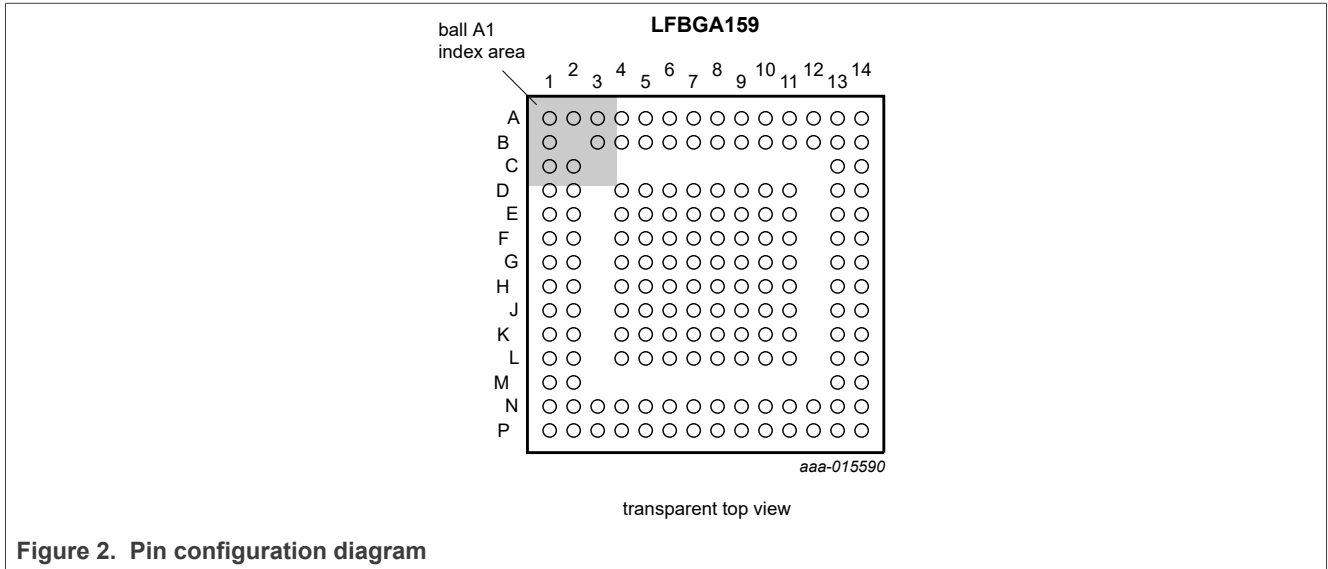 LFBGA159
ball A1
index area
1 2 3 4 5 6 7 8 9 10 11 12 13 14
A
B
C
D
E
F
G
H
J
K
L
M
N
P
aaa-015590
transparent top view
Figure 2. Pin configuration diagram